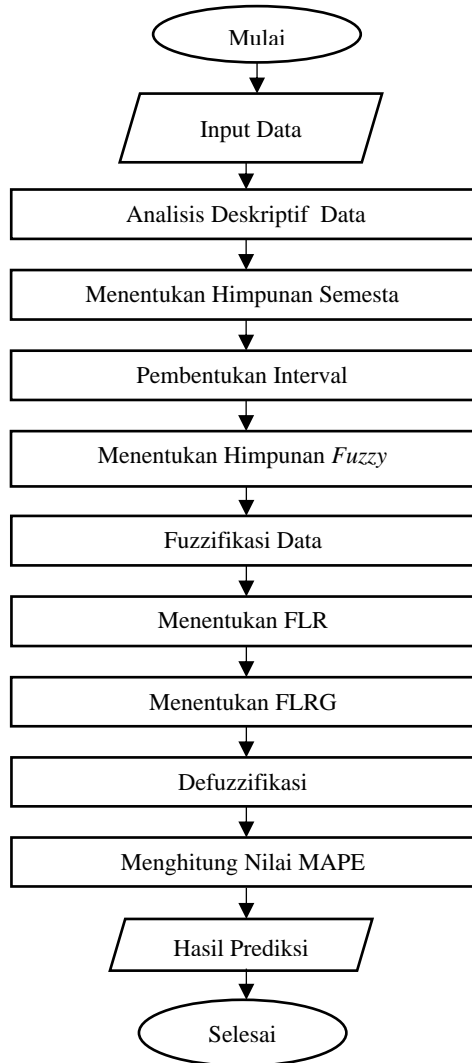 Mulai
Input Data
Analisis Deskriptif Data
Menentukan Himpunan Semesta
Pembentukan Interval
Menentukan Himpunan Fuzzy
Fuzzifikasi Data
Menentukan FLR
Menentukan FLRG
Defuzzifikasi
Menghitung Nilai MAPE
Hasil Prediksi
Selesai